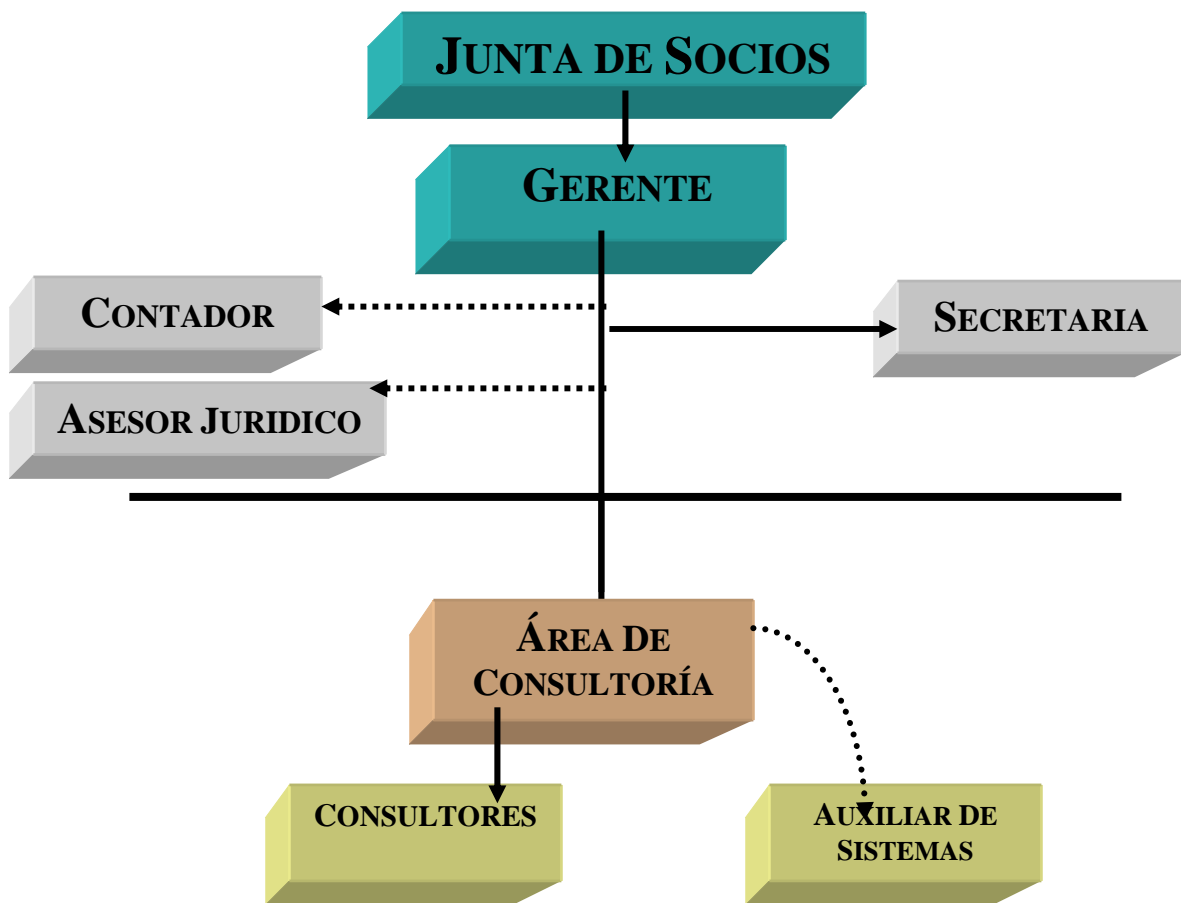 JUNTA DE SOCIOS
GERENTE
CONTADOR
SECRETARIA
ASESOR JURIDICO
ÁREA DE
CONSULTORÍA
CONSULTORES
AUXILIAR DE
SISTEMAS